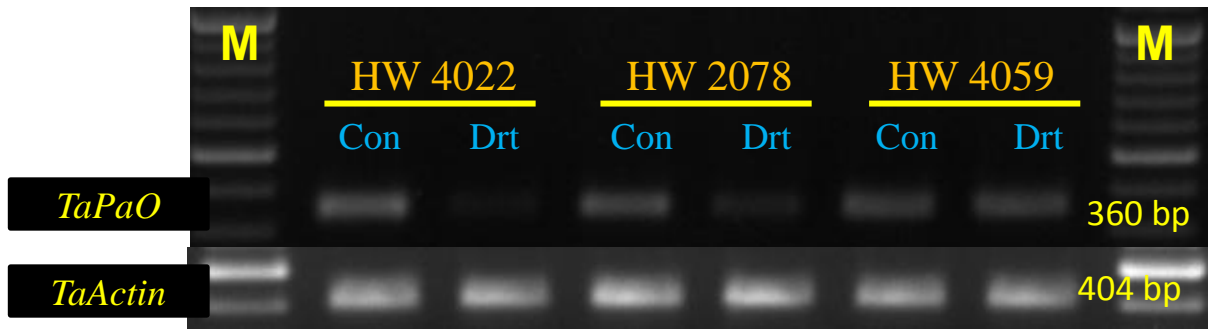 M M
HW 4022 HW 2078 HW 4059
Con Drt Con Drt Con Drt
TaPaO 360 bp
TaActin 404 bp